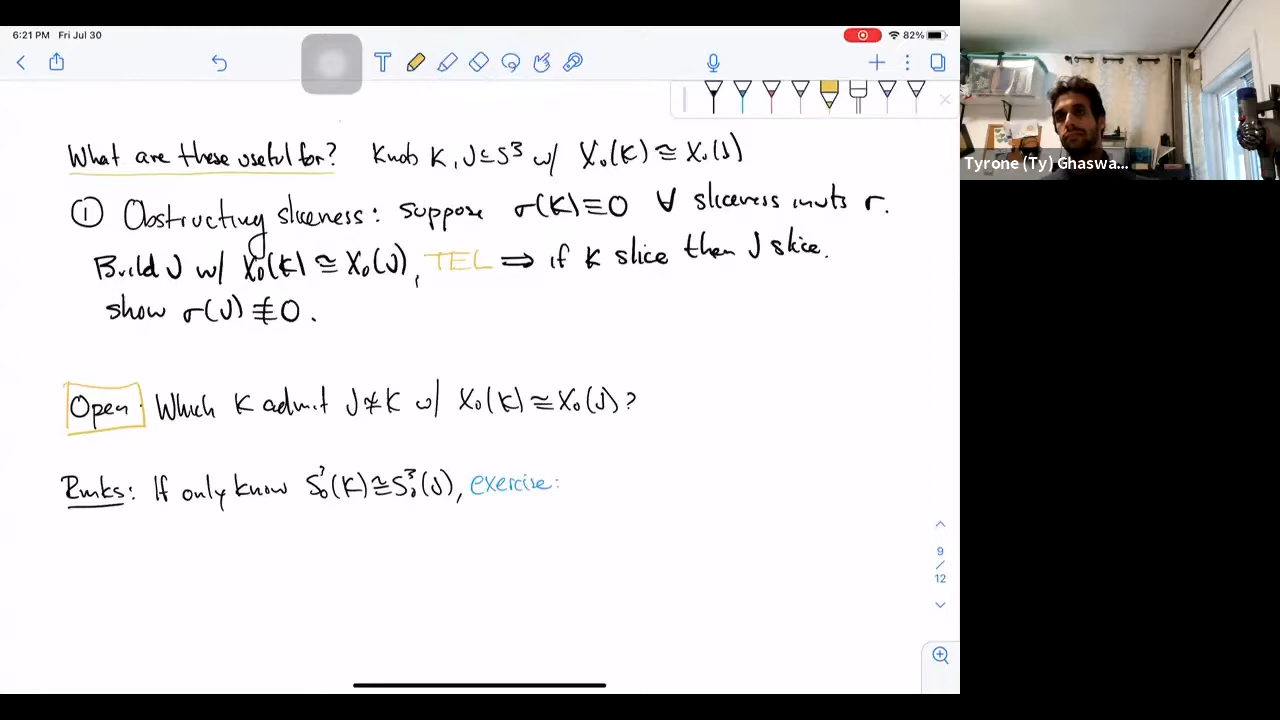 6:21 PM Fri Jul 30
82%
What are these useful for? Knots K, J ⊆ S³ w/ X₀(K) ≅ X₀(J)
① Obstructing sliceness: suppose σ(K) ≡ 0 ∀ sliceness invts σ.
Build J w/ X₀(K) ≅ X₀(J), TEL ⇒ if K slice then J slice.
show σ(J) ≢ 0.
Open: Which K admit J ≄ K w/ X₀(K) ≅ X₀(J)?
Rmks: If only know S³₀(K) ≅ S³₀(J), exercise:
9
/
12
Tyrone (Ty) Ghaswa...